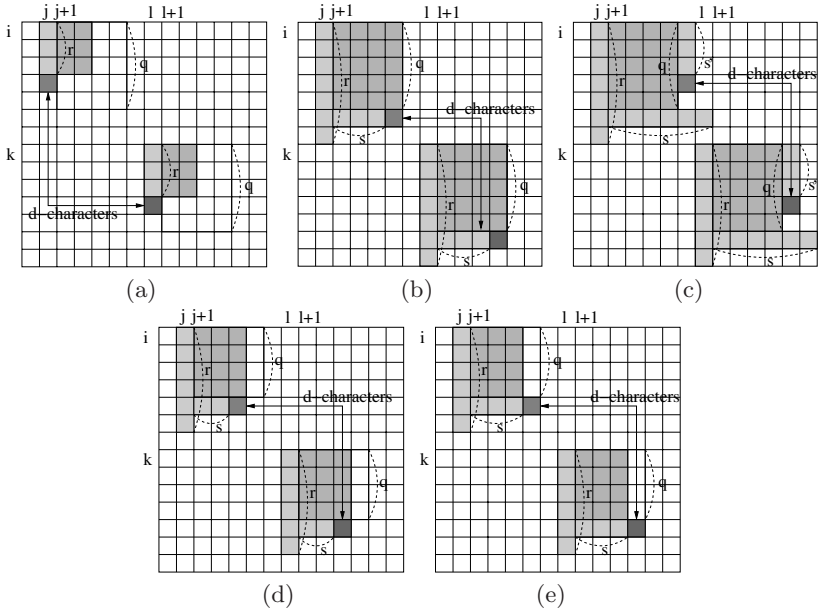 j j+1 l l+1
i
r
q
k
r
q
d-characters
(a)
j j+1 l l+1
i
r
q
d-characters
s
k
r
q
s
(b)
j j+1 l l+1
i
r
q
s'
d-characters
s
k
r
q
s'
s
(c)
j j+1 l l+1
i
r
q
d-characters
s
k
r
q
s
(d)
j j+1 l l+1
i
r
q
d-characters
s
k
r
q
s
(e)